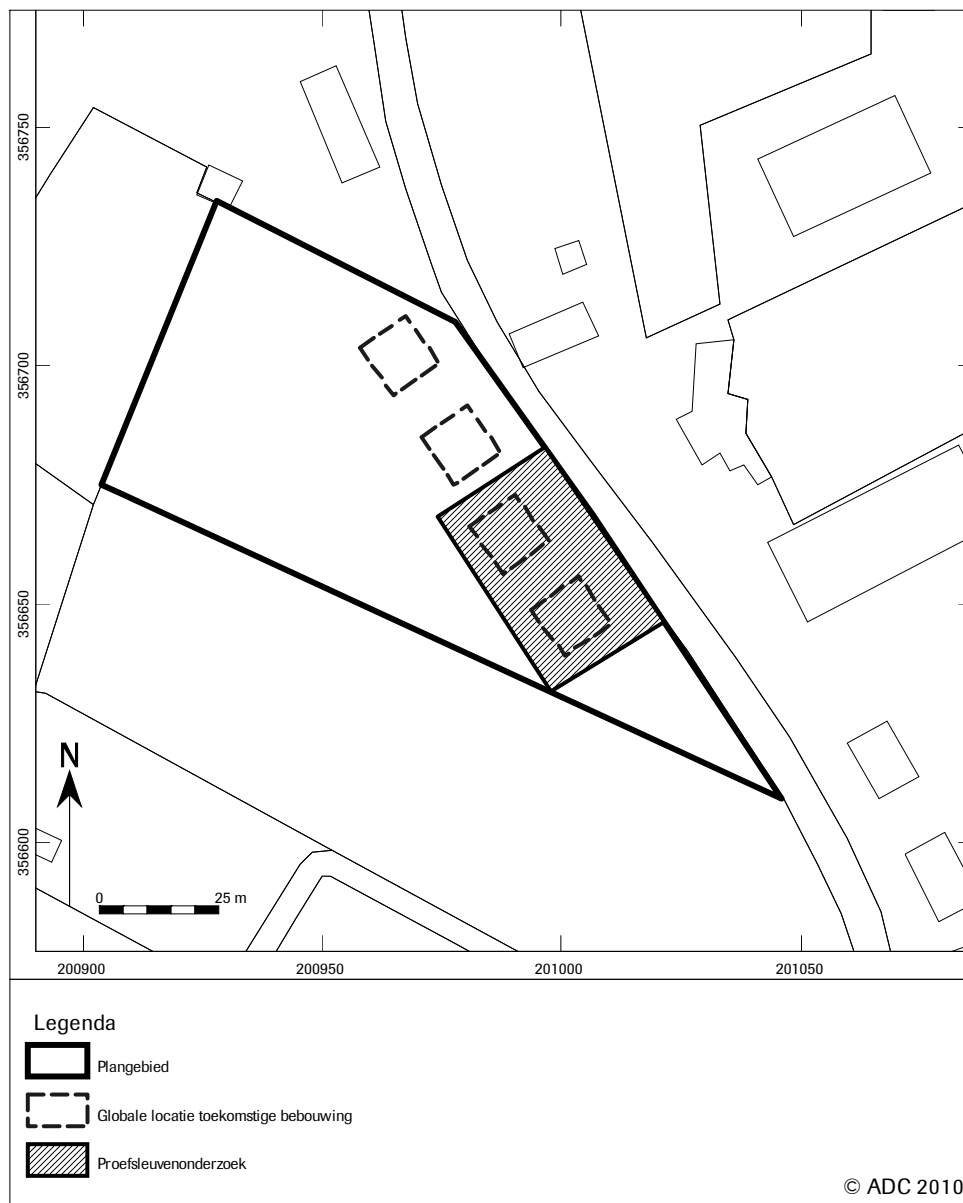 356750
356700
356650
356600
N
0 25 m
200900 200950 201000 201050
Legenda
Plangebied
Globale locatie toekomstige bebouwing
Proefsleuvenonderzoek
© ADC 2010